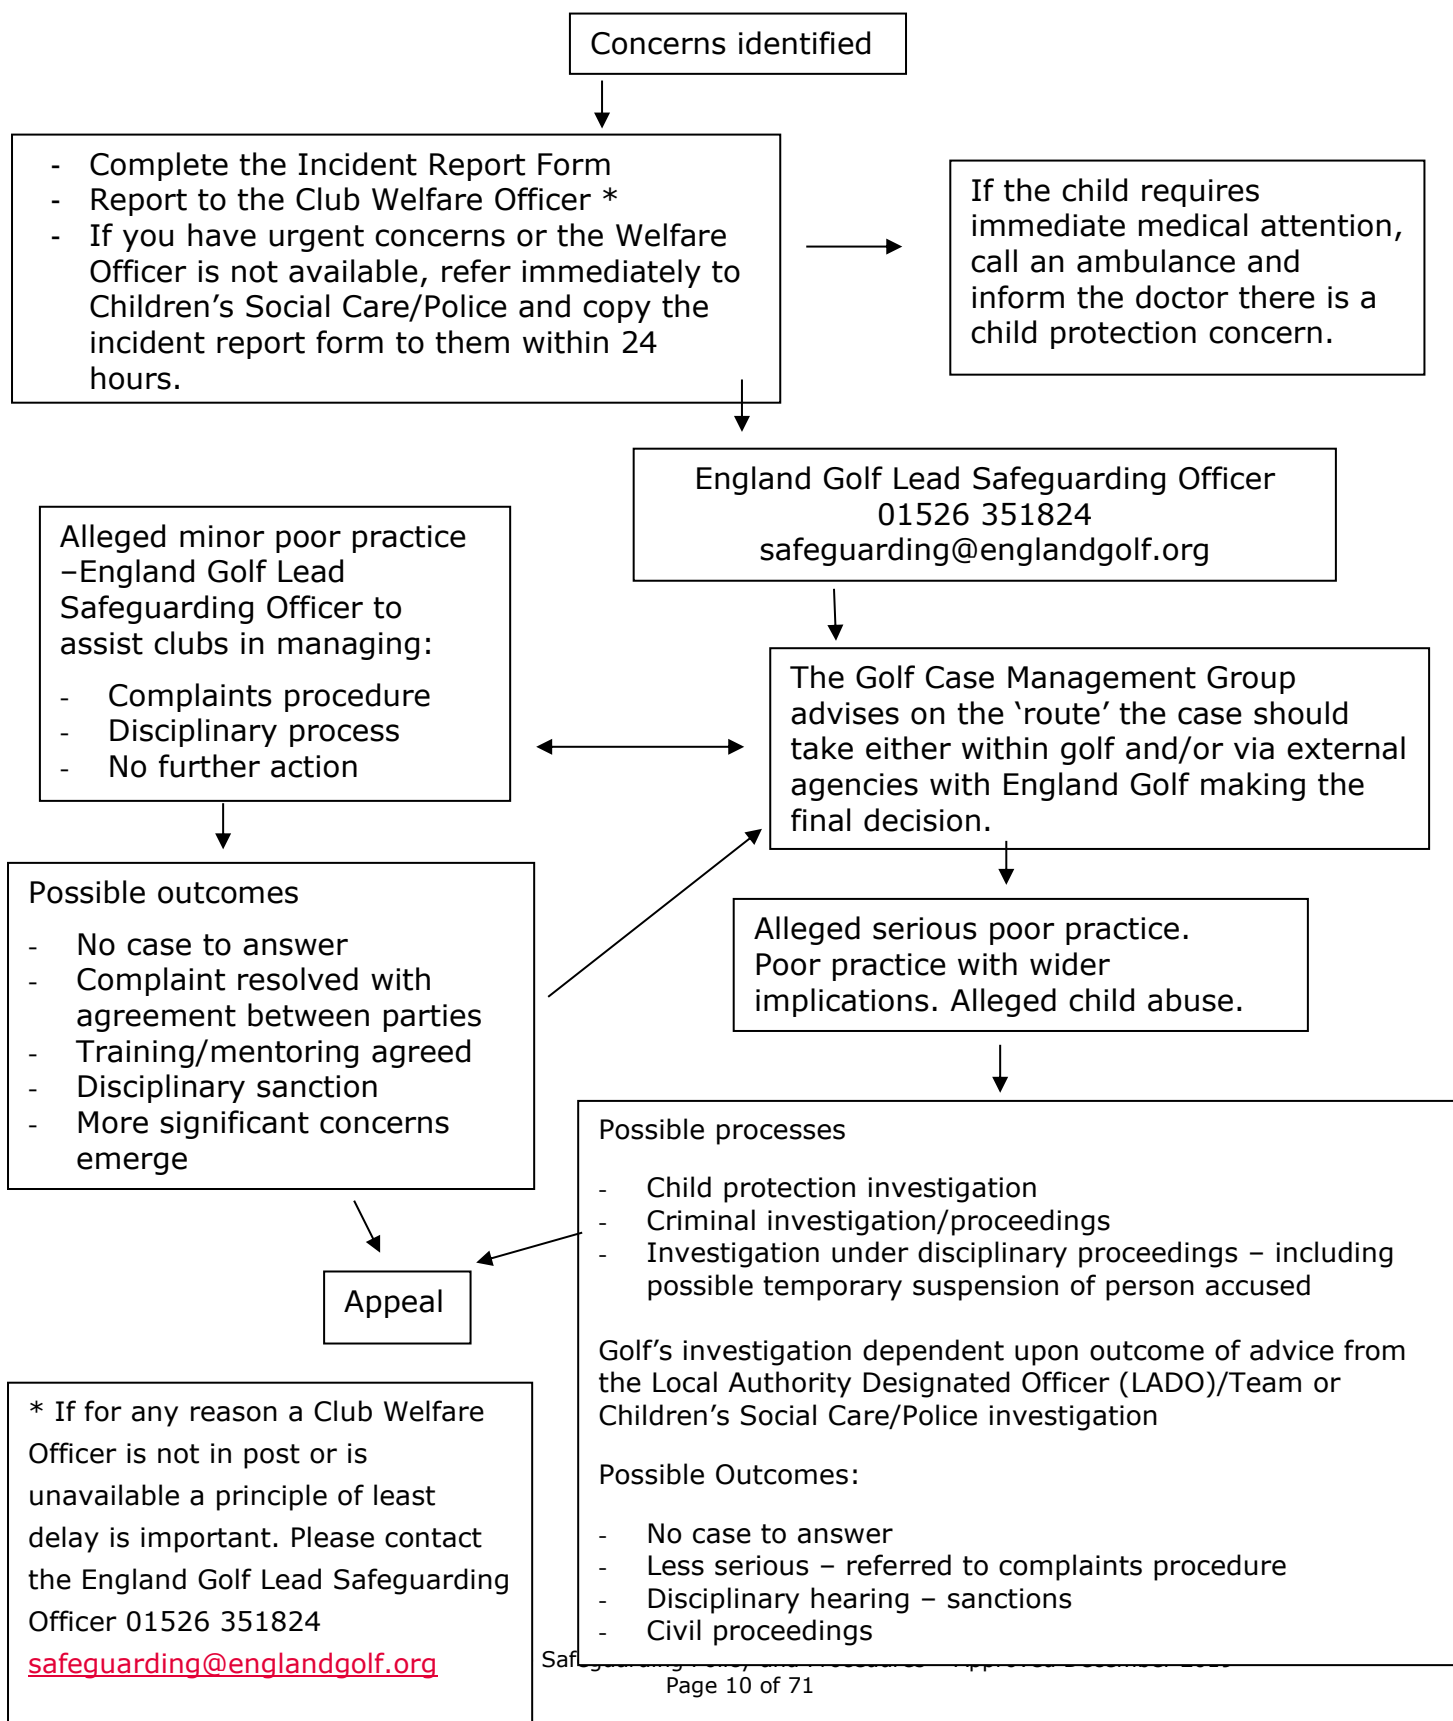 Concerns identified
- Complete the Incident Report Form
- Report to the Club Welfare Officer *
- If you have urgent concerns or the Welfare
Officer is not available, refer immediately to
Children’s Social Care/Police and copy the
incident report form to them within 24
hours.
If the child requires
immediate medical attention,
call an ambulance and
inform the doctor there is a
child protection concern.
England Golf Lead Safeguarding Officer
01526 351824
safeguarding@englandgolf.org
Alleged minor poor practice
–England Golf Lead
Safeguarding Officer to
assist clubs in managing:
- Complaints procedure
- Disciplinary process
- No further action
The Golf Case Management Group
advises on the ‘route’ the case should
take either within golf and/or via external
agencies with England Golf making the
final decision.
Possible outcomes
- No case to answer
- Complaint resolved with
agreement between parties
- Training/mentoring agreed
- Disciplinary sanction
- More significant concerns
emerge
Alleged serious poor practice.
Poor practice with wider
implications. Alleged child abuse.
Possible processes
- Child protection investigation
- Criminal investigation/proceedings
- Investigation under disciplinary proceedings – including
possible temporary suspension of person accused
Golf’s investigation dependent upon outcome of advice from
the Local Authority Designated Officer (LADO)/Team or
Children’s Social Care/Police investigation
Possible Outcomes:
- No case to answer
- Less serious – referred to complaints procedure
- Disciplinary hearing – sanctions
- Civil proceedings
Appeal
* If for any reason a Club Welfare
Officer is not in post or is
unavailable a principle of least
delay is important. Please contact
the England Golf Lead Safeguarding
Officer 01526 351824
safeguarding@englandgolf.org
Safeguarding Policy and Procedures – Approved December
Page 10 of 71